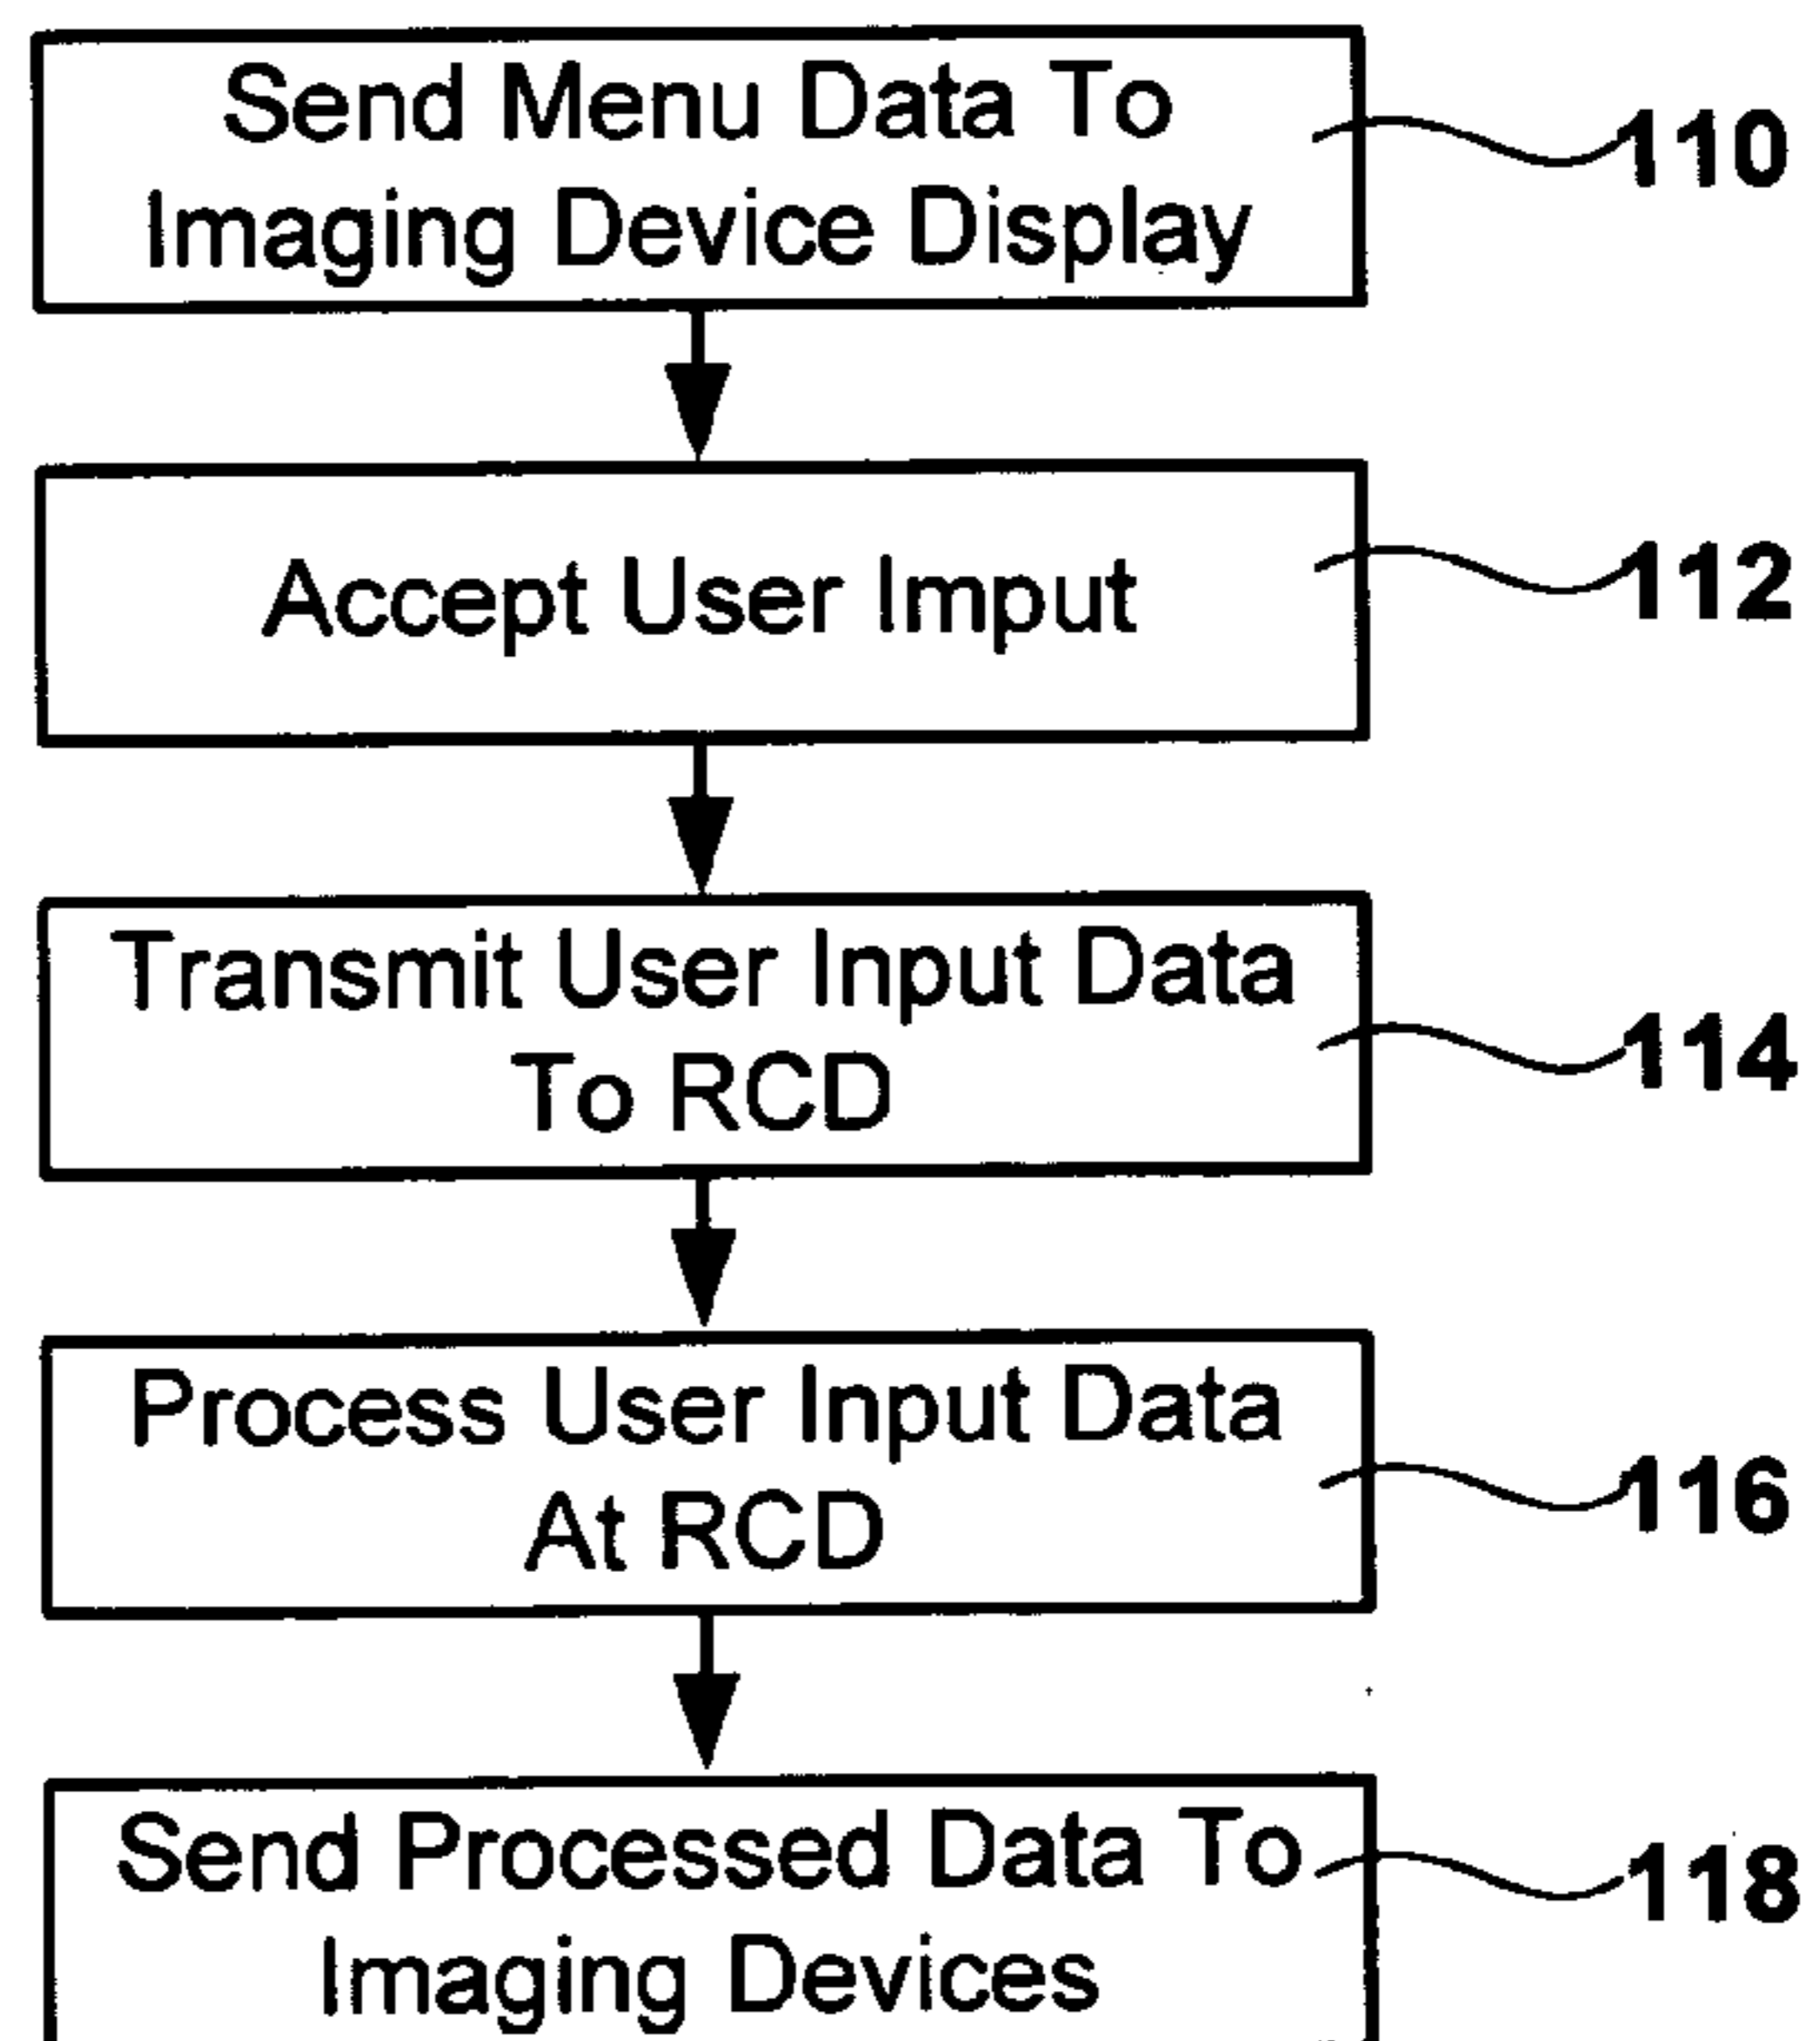 Send Menu Data To
Imaging Device Display
110
Accept User Imput
112
Transmit User Input Data
To RCD
114
Process User Input Data
At RCD
116
Send Processed Data To
Imaging Devices
118